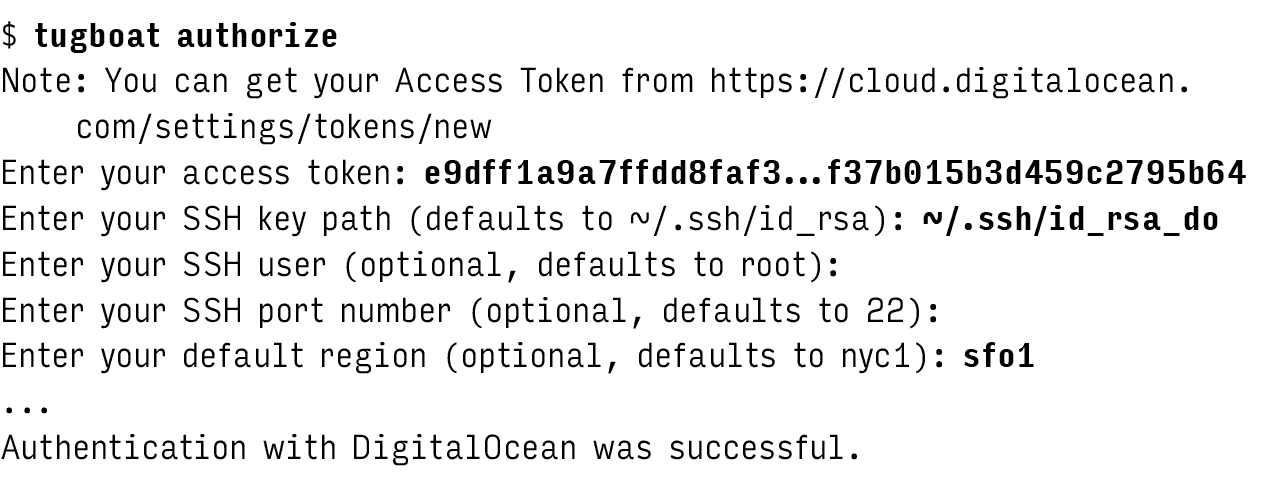 $ tugboat authorize
Note: You can get your Access Token from https://cloud.digitalocean.
com/settings/tokens/new
Enter your access token: e9dff1a9a7ffdd8faf3...f37b015b3d459c2795b64
Enter your SSH key path (defaults to ~/.ssh/id_rsa): ~/.ssh/id_rsa_do
Enter your SSH user (optional, defaults to root):
Enter your SSH port number (optional, defaults to 22):
Enter your default region (optional, defaults to nyc1): sfo1
...
Authentication with DigitalOcean was successful.